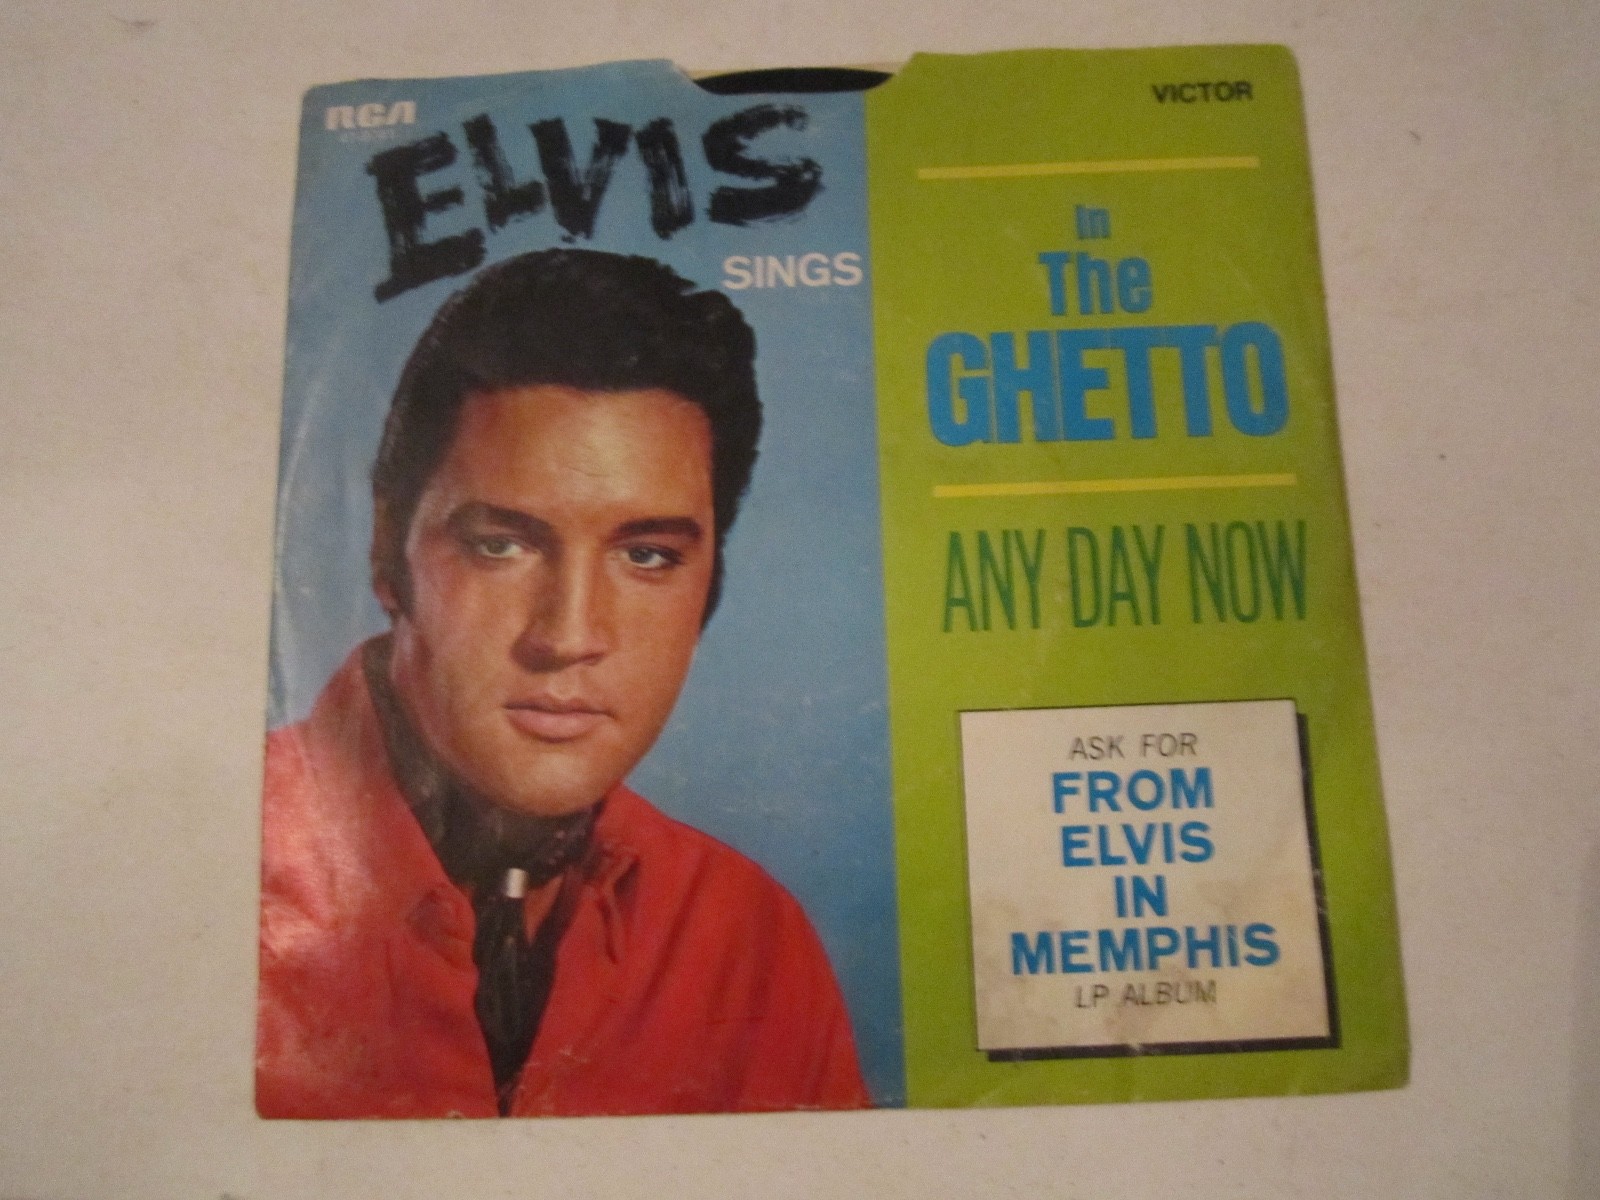 RCA
ELVIS
SINGS
VICTOR
In
The
GHETTO
ANY DAY NOW
ASK FOR
FROM
ELVIS
IN
MEMPHIS
LP ALBUM